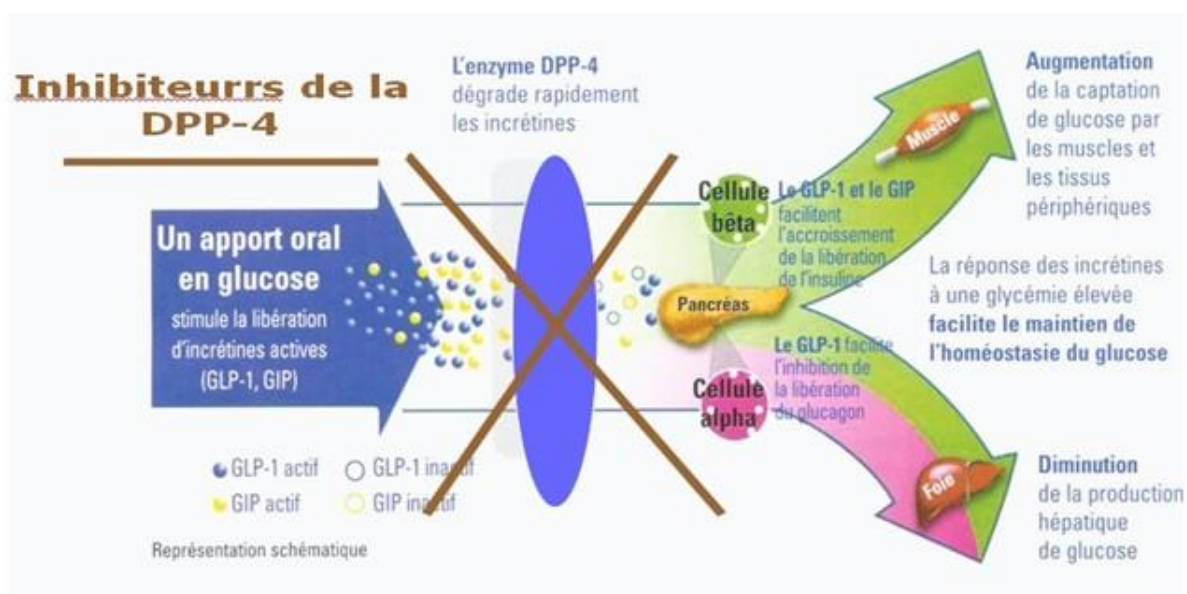 Inhibiteurrs de la
DPP-4
L'enzyme DPP-4
dégrade rapidement
les incrétines
Un apport oral
en glucose
stimule la libération
d'incrétines actives
(GLP-1, GIP)
GLP-1 actif
GLP-1 inactif
GIP actif
GIP inactif
Représentation schématique
Cellule
bêta
Le GLP-1 et le GIP
facilitent
l'accroissement
de la libération
de l'insuline
Pancréas
Le GLP-1 facilite
l'inhibition de
la libération
du glucagon
Cellule
alpha
Muscle
Foie
Augmentation
de la captation
de glucose par
les muscles et
les tissus
périphériques
La réponse des incrétines
à une glycémie élevée
facilite le maintien de
l'homéostasie du glucose
Diminution
de la production
hépatique
de glucose